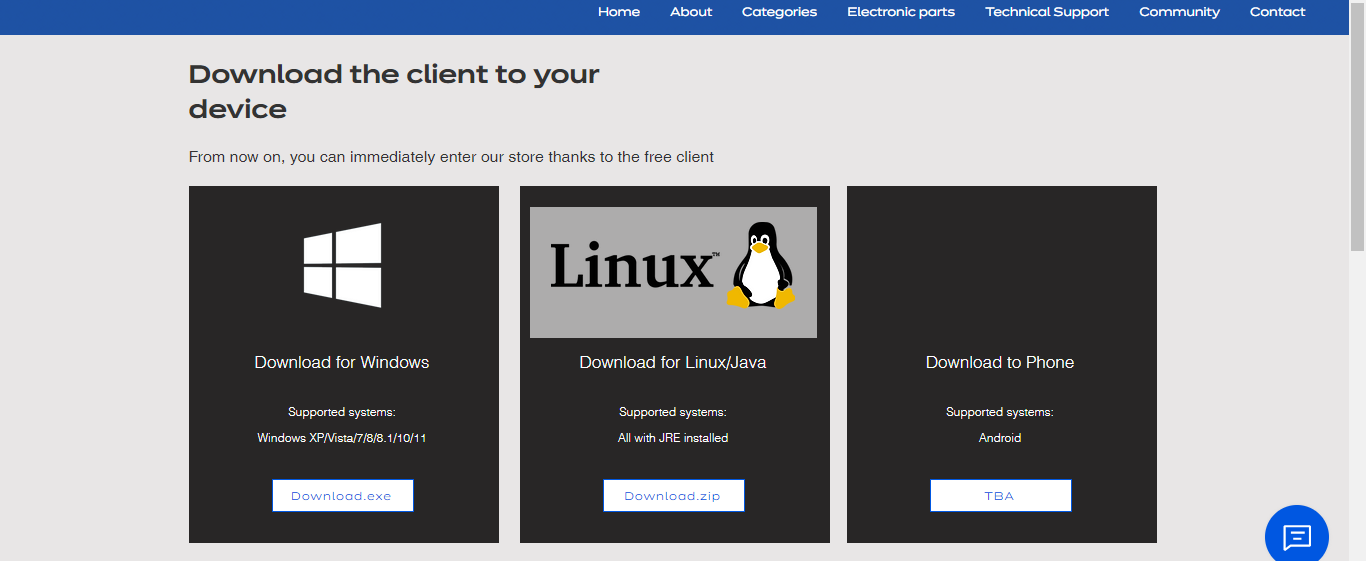 Home About Categories Electronic parts Technical Support Community Contact
Download the client to your
device
From now on, you can immediately enter our store thanks to the free client
Linux™
Download for Windows
Supported systems:
Windows XP/Vista/7/8/8.1/10/11
Download.exe
Download for Linux/Java
Supported systems:
All with JRE installed
Download.zip
Download to Phone
Supported systems:
Android
TBA